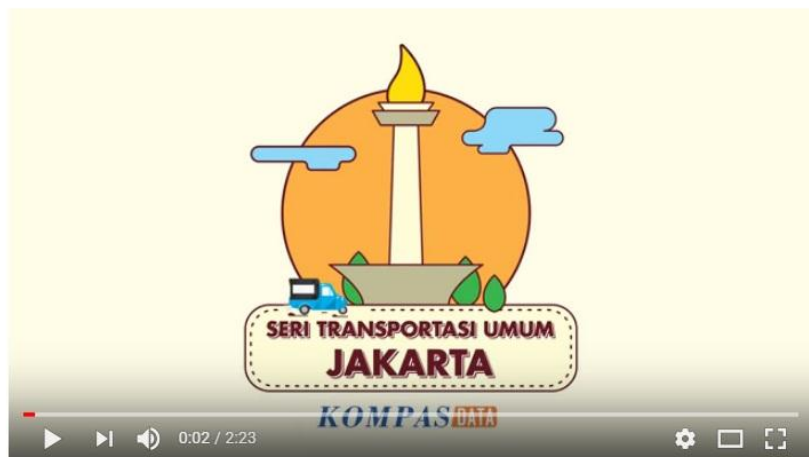 SERI TRANSPORTASI UMUM
JAKARTA
KOMPAS DATA
0:02 / 2:23